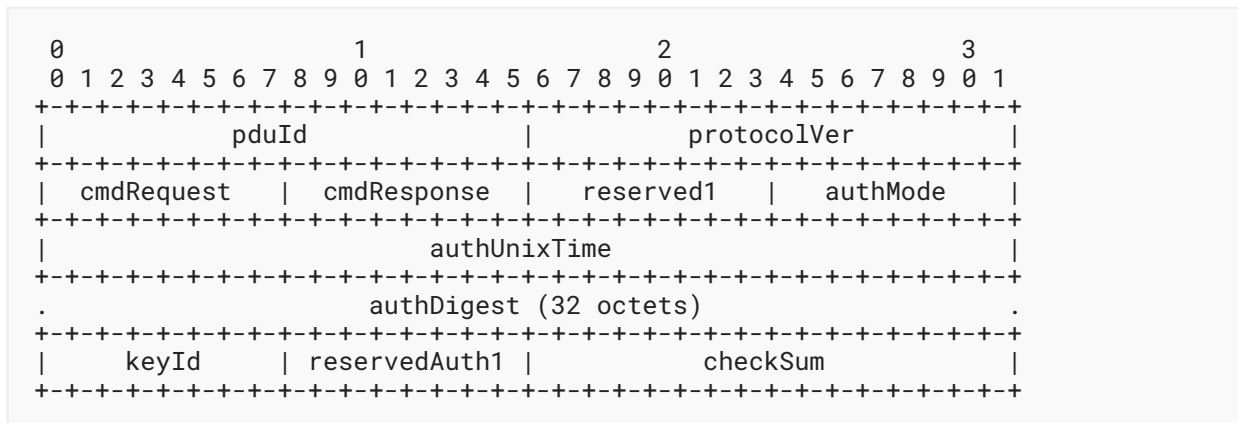 0                   1                   2                   3
 0 1 2 3 4 5 6 7 8 9 0 1 2 3 4 5 6 7 8 9 0 1 2 3 4 5 6 7 8 9 0 1
+-+-+-+-+-+-+-+-+-+-+-+-+-+-+-+-+-+-+-+-+-+-+-+-+-+-+-+-+-+-+-+-+
|            pduId              |          protocolVer          |
+-+-+-+-+-+-+-+-+-+-+-+-+-+-+-+-+-+-+-+-+-+-+-+-+-+-+-+-+-+-+-+-+
|  cmdRequest   |  cmdResponse  |   reserved1   |   authMode    |
+-+-+-+-+-+-+-+-+-+-+-+-+-+-+-+-+-+-+-+-+-+-+-+-+-+-+-+-+-+-+-+-+
|                         authUnixTime                          |
+-+-+-+-+-+-+-+-+-+-+-+-+-+-+-+-+-+-+-+-+-+-+-+-+-+-+-+-+-+-+-+-+
.                     authDigest (32 octets)                    .
+-+-+-+-+-+-+-+-+-+-+-+-+-+-+-+-+-+-+-+-+-+-+-+-+-+-+-+-+-+-+-+-+
|     keyId     | reservedAuth1 |           checkSum            |
+-+-+-+-+-+-+-+-+-+-+-+-+-+-+-+-+-+-+-+-+-+-+-+-+-+-+-+-+-+-+-+-+